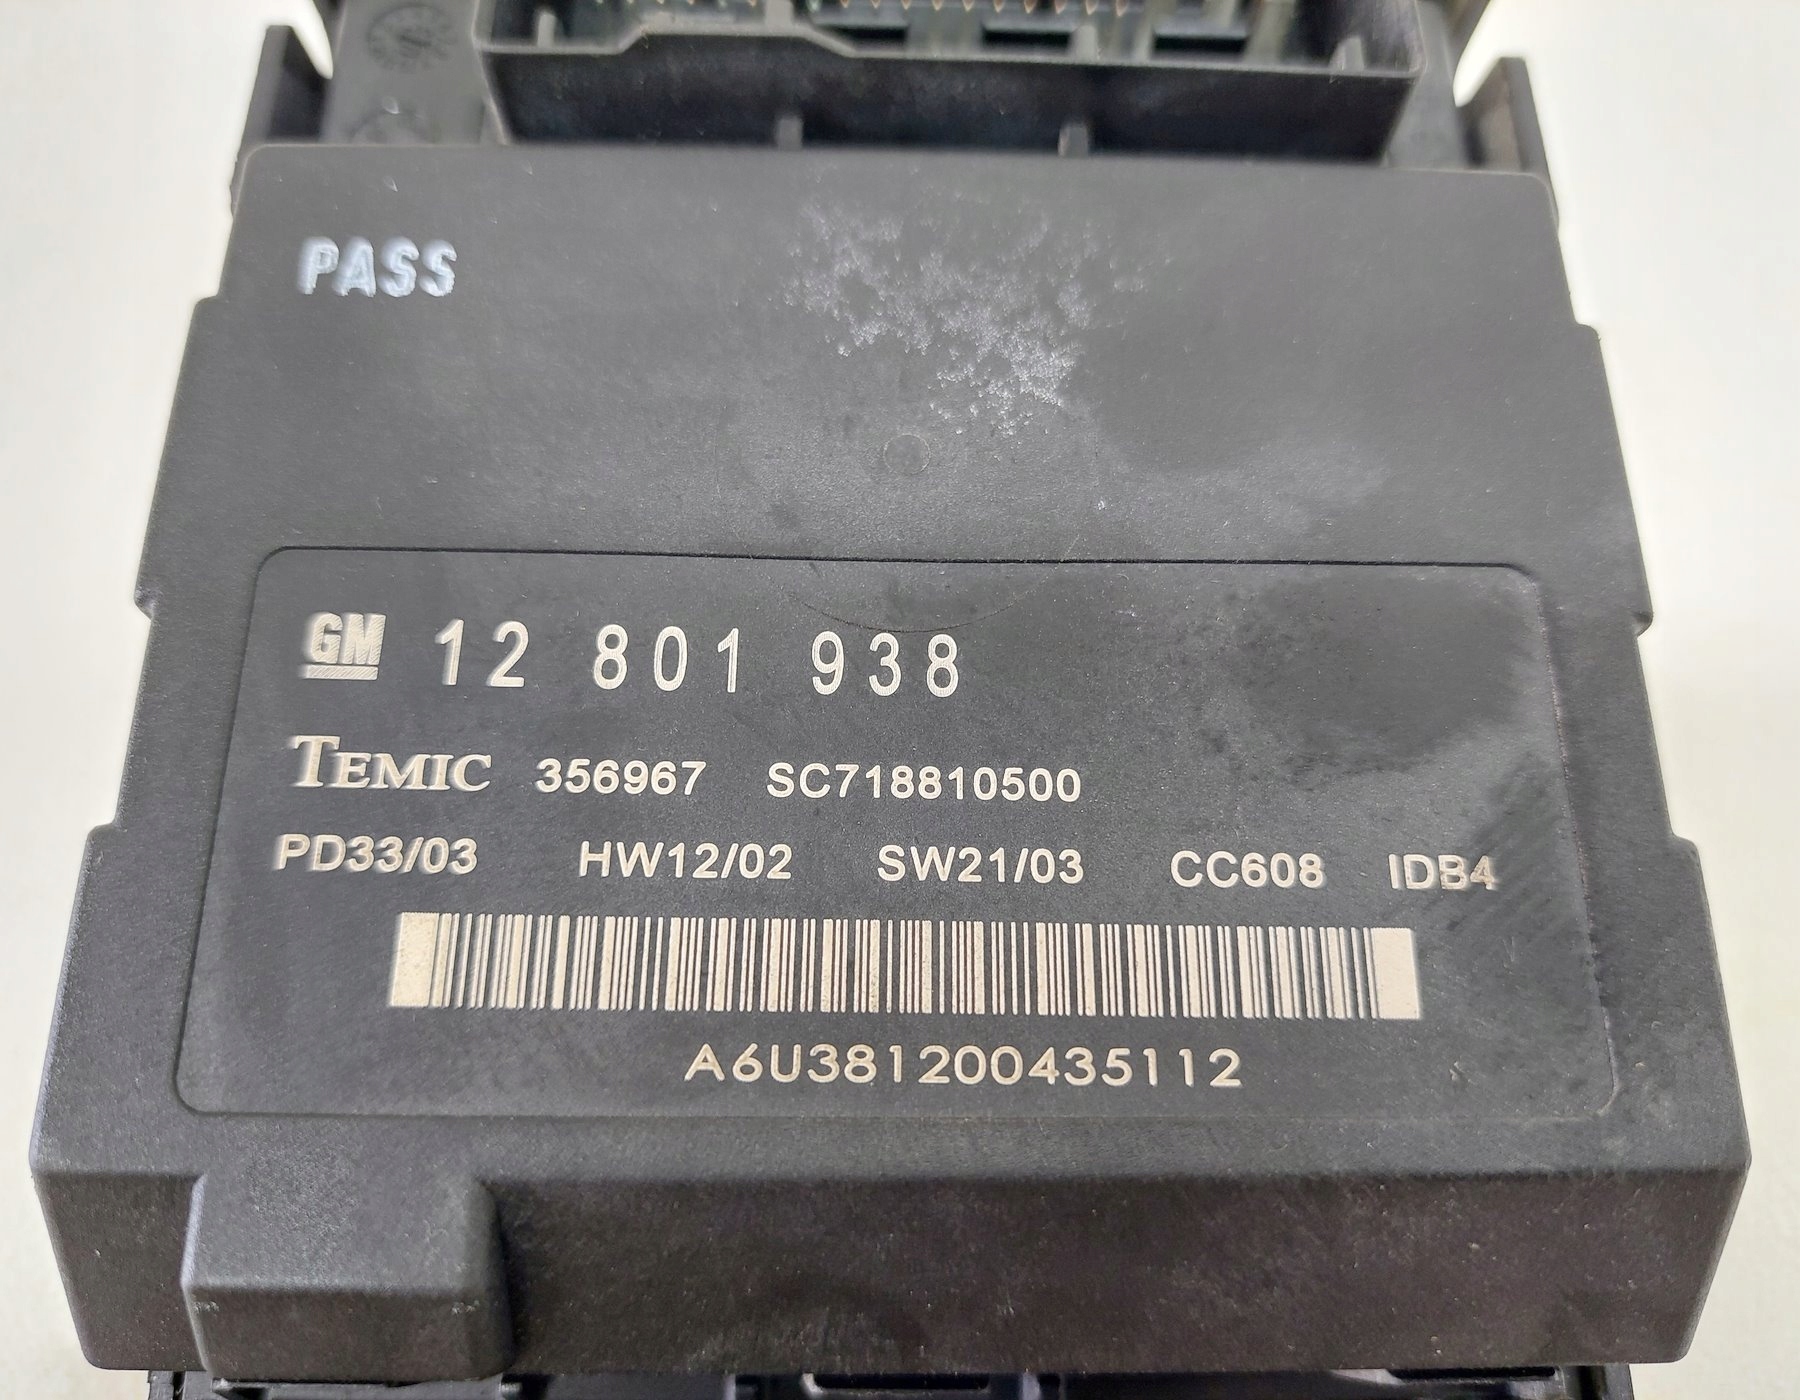 PASS
GM 12 801 938
TEMIC 356967 SC718810500
PD33/03 HW12/02 SW21/03 CC608 IDB4
A6U381200435112